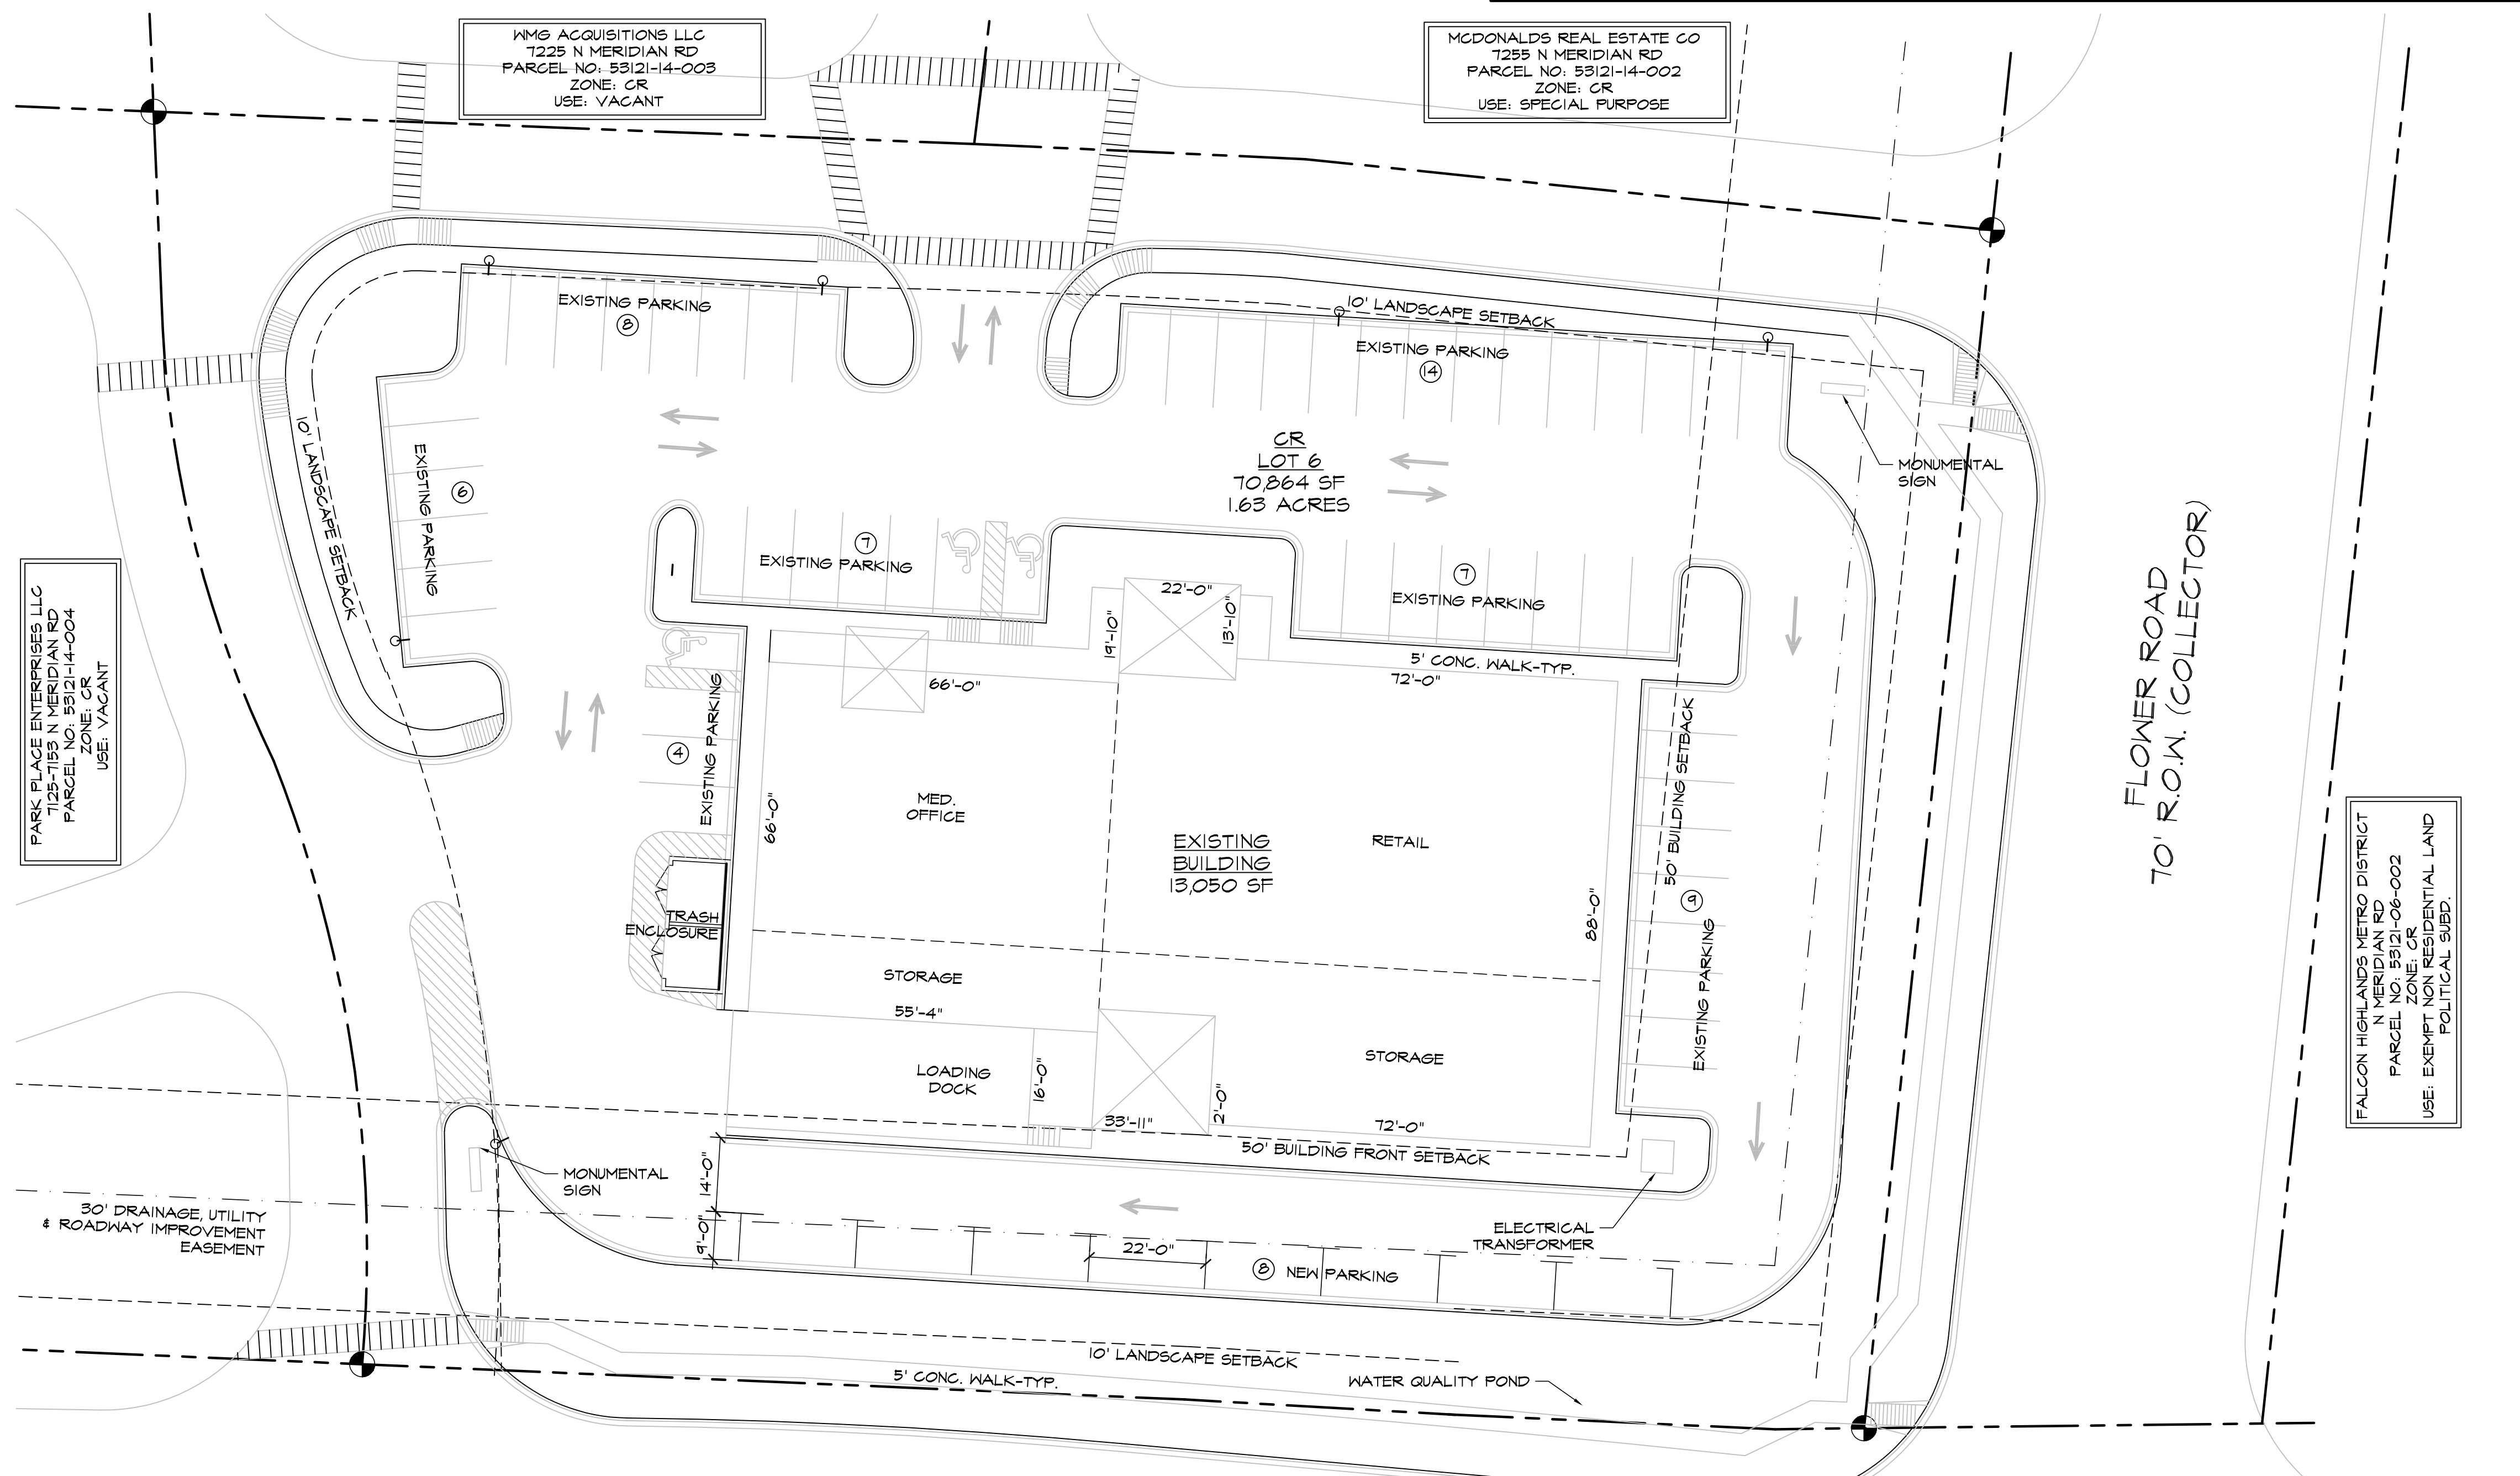 WMG ACQUISITIONS LLC
7225 N MERIDIAN RD
PARCEL NO: 53121-14-003
ZONE: CR
USE: VACANT
MCDONALDS REAL ESTATE CO
7255 N MERIDIAN RD
PARCEL NO: 53121-14-002
ZONE: CR
USE: SPECIAL PURPOSE
EXISTING PARKING
8
10' LANDSCAPE SETBACK
EXISTING PARKING
14
10' LANDSCAPE SETBACK
EXISTING PARKING
6
CR
LOT 6
70,864 SF
1.63 ACRES
MONUMENTAL
SIGN
7
EXISTING PARKING
7
EXISTING PARKING
22'-0"
19'-10"
13'-10"
5' CONC. WALK-TYP.
72'-0"
66'-0"
FLOWER ROAD
70' R.O.W. (COLLECTOR)
PARK PLACE ENTERPRISES LLC
7125-7153 N MERIDIAN RD
PARCEL NO: 53121-14-004
ZONE: CR
USE: VACANT
4
EXISTING PARKING
66'-0"
MED.
OFFICE
EXISTING
BUILDING
13,050 SF
RETAIL
50' BUILDING SETBACK
9
EXISTING PARKING
88'-0"
FALCON HIGHLANDS METRO DISTRICT
N MERIDIAN RD
PARCEL NO: 53121-06-002
ZONE: CR
USE: EXEMPT NON RESIDENTIAL LAND
POLITICAL SUBD.
TRASH
ENCLOSURE
STORAGE
55'-4"
LOADING
DOCK
16'-0"
33'-11"
2'-0"
STORAGE
72'-0"
50' BUILDING FRONT SETBACK
MONUMENTAL
SIGN
14'-0"
9'-0"
30' DRAINAGE, UTILITY
& ROADWAY IMPROVEMENT
EASEMENT
ELECTRICAL
TRANSFORMER
22'-0"
8 NEW PARKING
10' LANDSCAPE SETBACK
5' CONC. WALK-TYP.
WATER QUALITY POND